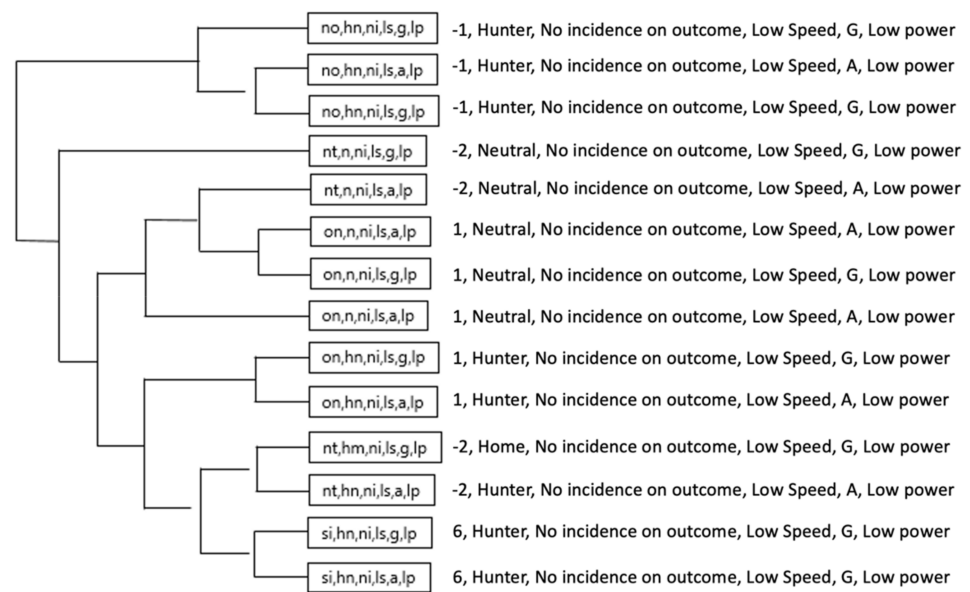 no,hn,ni,ls,g,lp -1, Hunter, No incidence on outcome, Low Speed, G, Low power
no,hn,ni,ls,a,lp -1, Hunter, No incidence on outcome, Low Speed, A, Low power
no,hn,ni,ls,g,lp -1, Hunter, No incidence on outcome, Low Speed, G, Low power
nt,n,ni,ls,g,lp -2, Neutral, No incidence on outcome, Low Speed, G, Low power
nt,n,ni,ls,a,lp -2, Neutral, No incidence on outcome, Low Speed, A, Low power
on,n,ni,ls,a,lp 1, Neutral, No incidence on outcome, Low Speed, A, Low power
on,n,ni,ls,g,lp 1, Neutral, No incidence on outcome, Low Speed, G, Low power
on,n,ni,ls,a,lp 1, Neutral, No incidence on outcome, Low Speed, A, Low power
on,hn,ni,ls,g,lp 1, Hunter, No incidence on outcome, Low Speed, G, Low power
on,hn,ni,ls,a,lp 1, Hunter, No incidence on outcome, Low Speed, A, Low power
nt,hm,ni,ls,g,lp -2, Home, No incidence on outcome, Low Speed, G, Low power
nt,hn,ni,ls,a,lp -2, Hunter, No incidence on outcome, Low Speed, A, Low power
si,hn,ni,ls,g,lp 6, Hunter, No incidence on outcome, Low Speed, G, Low power
si,hn,ni,ls,a,lp 6, Hunter, No incidence on outcome, Low Speed, G, Low power